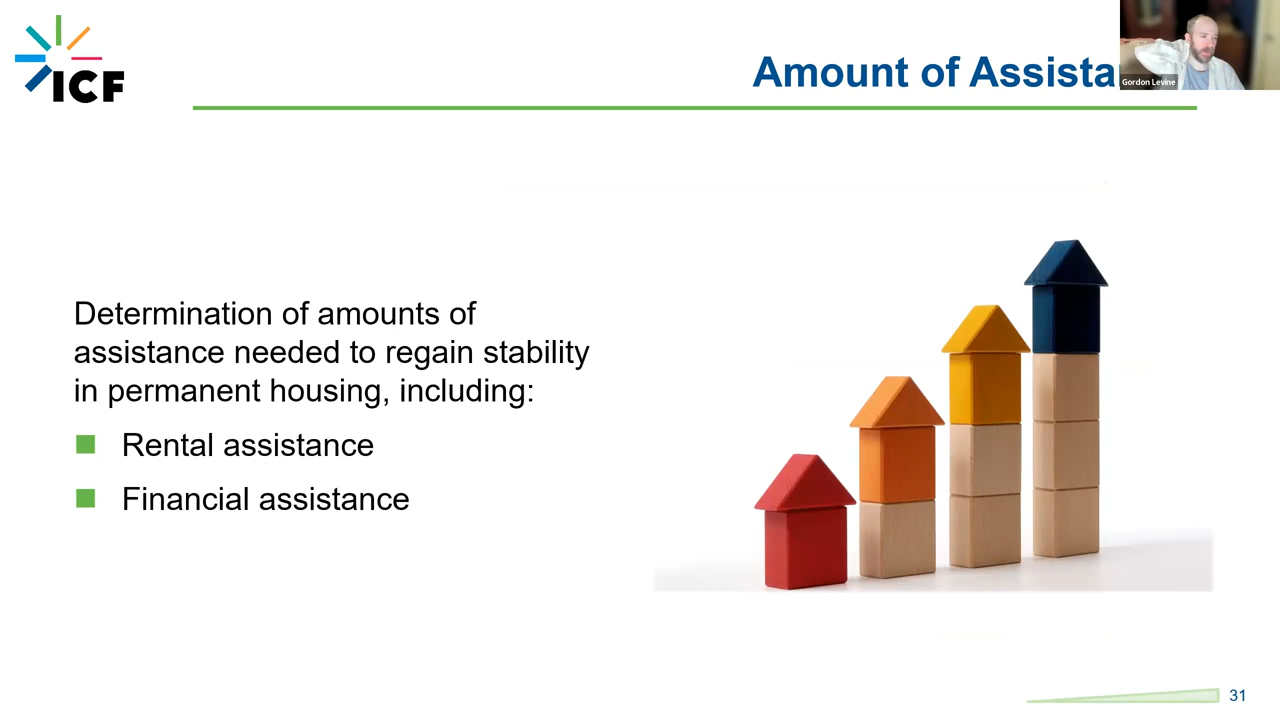 ICF
Amount of Assista
Gordon Levine
Determination of amounts of
assistance needed to regain stability
in permanent housing, including:
Rental assistance
Financial assistance
31